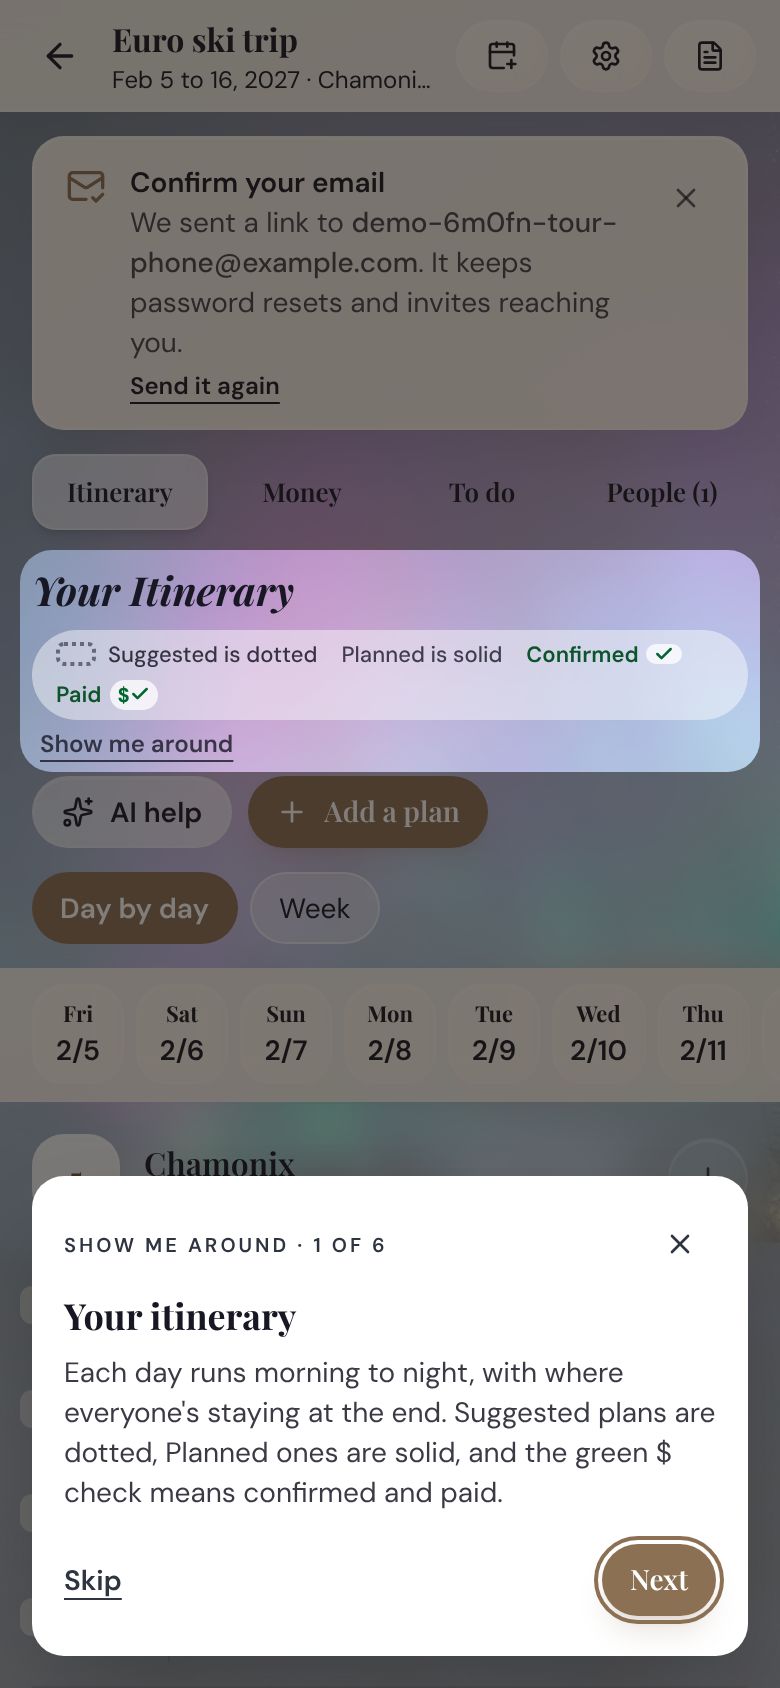 Euro ski trip
Feb 5 to 16, 2027 · Chamoni...
Confirm your email
We sent a link to demo-6m0fn-tour-
phone@example.com. It keeps
password resets and invites reaching
you.
Send it again
Itinerary Money To do People (1)
Your Itinerary
Suggested is dotted Planned is solid Confirmed
Paid $
Show me around
AI help + Add a plan
Day by day Week
Fri Sat Sun Mon Tue Wed Thu
2/5 2/6 2/7 2/8 2/9 2/10 2/11
Chamonix
SHOW ME AROUND · 1 OF 6
Your itinerary
Each day runs morning to night, with where
everyone's staying at the end. Suggested plans are
dotted, Planned ones are solid, and the green $
check means confirmed and paid.
Skip Next